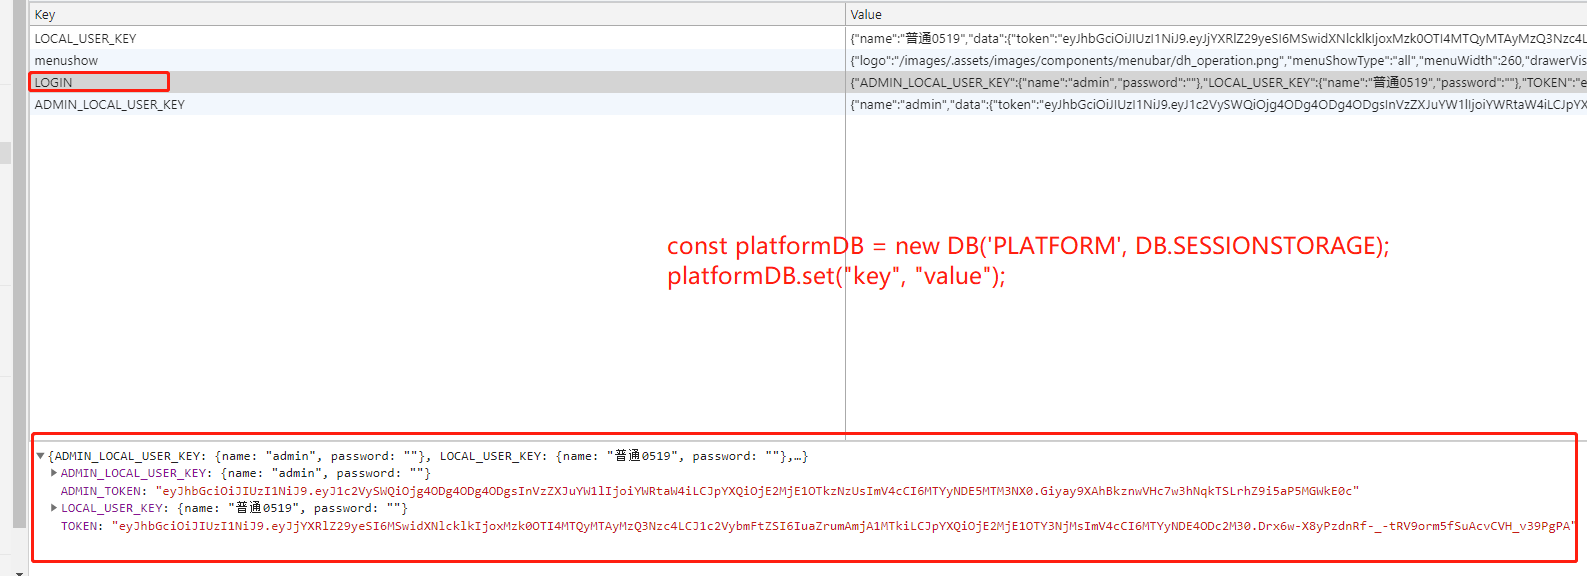 Key Value
LOCAL_USER_KEY {"name":"普通0519","data":{"token":"eyJhbGciOiJIUzI1NiJ9.eyJjYXRlZ29yeSI6MSwidXNlcklkIjoxMzk0OTI4MTQyMTAyMzQ3Nzc4L
menushow {"logo":"/images/.assets/images/components/menubar/dh_operation.png","menuShowType":"all","menuWidth":260,"drawerVis
LOGIN {"ADMIN_LOCAL_USER_KEY":{"name":"admin","password":""},"LOCAL_USER_KEY":{"name":"普通0519","password":""},"TOKEN":"e
ADMIN_LOCAL_USER_KEY {"name":"admin","data":{"token":"eyJhbGciOiJIUzI1NiJ9.eyJ1c2VySWQiOjg4ODg4ODg4ODgsInVzZXJuYW1lIjoiYWRtaW4iLCJpYX
const platformDB = new DB('PLATFORM', DB.SESSIONSTORAGE);
platformDB.set("key", "value");
{ADMIN_LOCAL_USER_KEY: {name: "admin", password: ""}, LOCAL_USER_KEY: {name: "普通0519", password: ""},…}
ADMIN_LOCAL_USER_KEY: {name: "admin", password: ""}
ADMIN_TOKEN: "eyJhbGciOiJIUzI1NiJ9.eyJ1c2VySWQiOjg4ODg4ODg4ODgsInVzZXJuYW1lIjoiYWRtaW4iLCJpYXQiOjE2MjE1OTkzNzUsImV4cCI6MTYyNDE5MTM3NX0.Giyay9XAhBkznwVHc7w3hNqkTSLrhZ9i5aP5MGWkE0c"
LOCAL_USER_KEY: {name: "普通0519", password: ""}
TOKEN: "eyJhbGciOiJIUzI1NiJ9.eyJjYXRlZ29yeSI6MSwidXNlcklkIjoxMzk0OTI4MTQyMTAyMzQ3Nzc4LCJ1c2VybmFtZSI6IuaZrumAmjA1MTkiLCJpYXQiOjE2MjE1OTY3NjMsImV4cCI6MTYyNDE4ODc2M30.Drx6w-X8yPzdnRf-_-tRV9orm5fSuAcvCVH_v39PgPA"